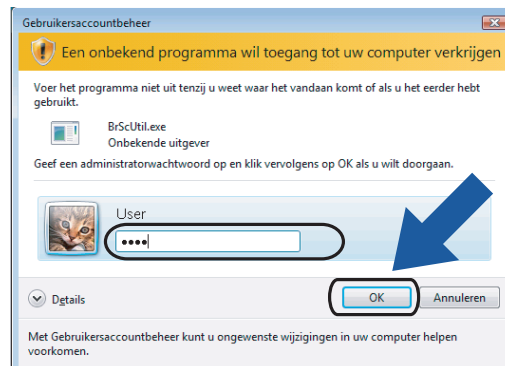 Gebruikersaccountbeheer
Een onbekend programma wil toegang tot uw computer verkrijgen
Voer het programma niet uit tenzij u weet waar het vandaan komt of als u het eerder hebt
gebruikt.
BrScUtil.exe
Onbekende uitgever
Geef een administratorwachtwoord op en klik vervolgens op OK als u wilt doorgaan.
User
••••
Details
OK
Annuleren
Met Gebruikersaccountbeheer kunt u ongewenste wijzigingen in uw computer helpen
voorkomen.